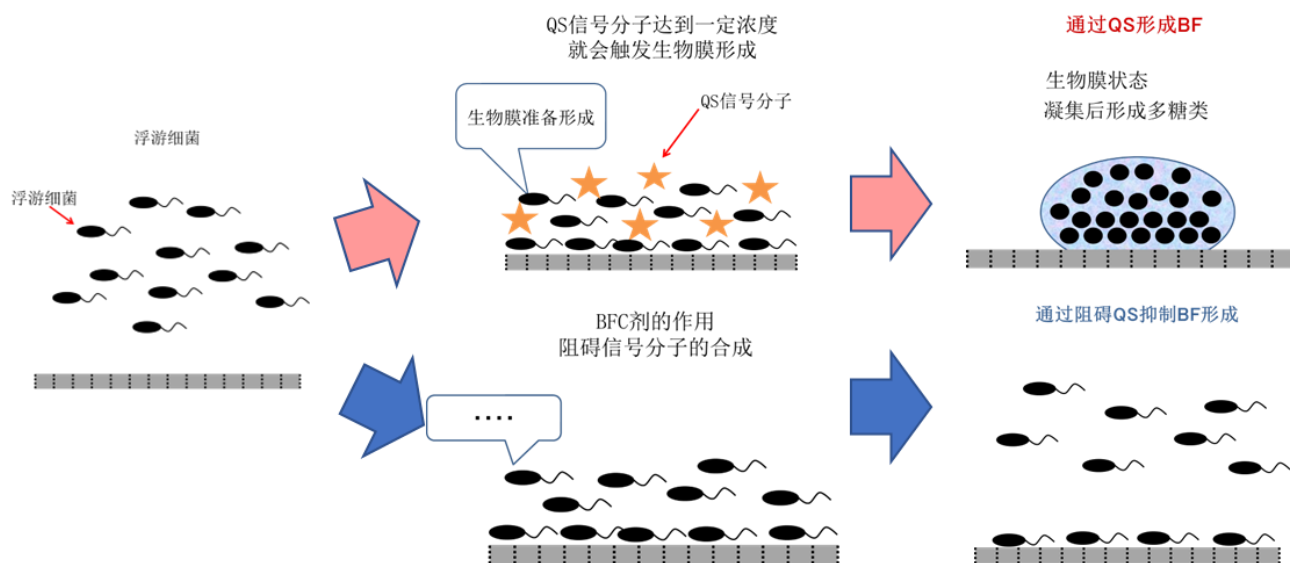 QS信号分子达到一定浓度
就会触发生物膜形成
通过QS形成BF
生物膜状态
凝集后形成多糖类
生物膜准备形成
QS信号分子
浮游细菌
浮游细菌
BFC剂的作用
阻碍信号分子的合成
通过阻碍QS抑制BF形成
....